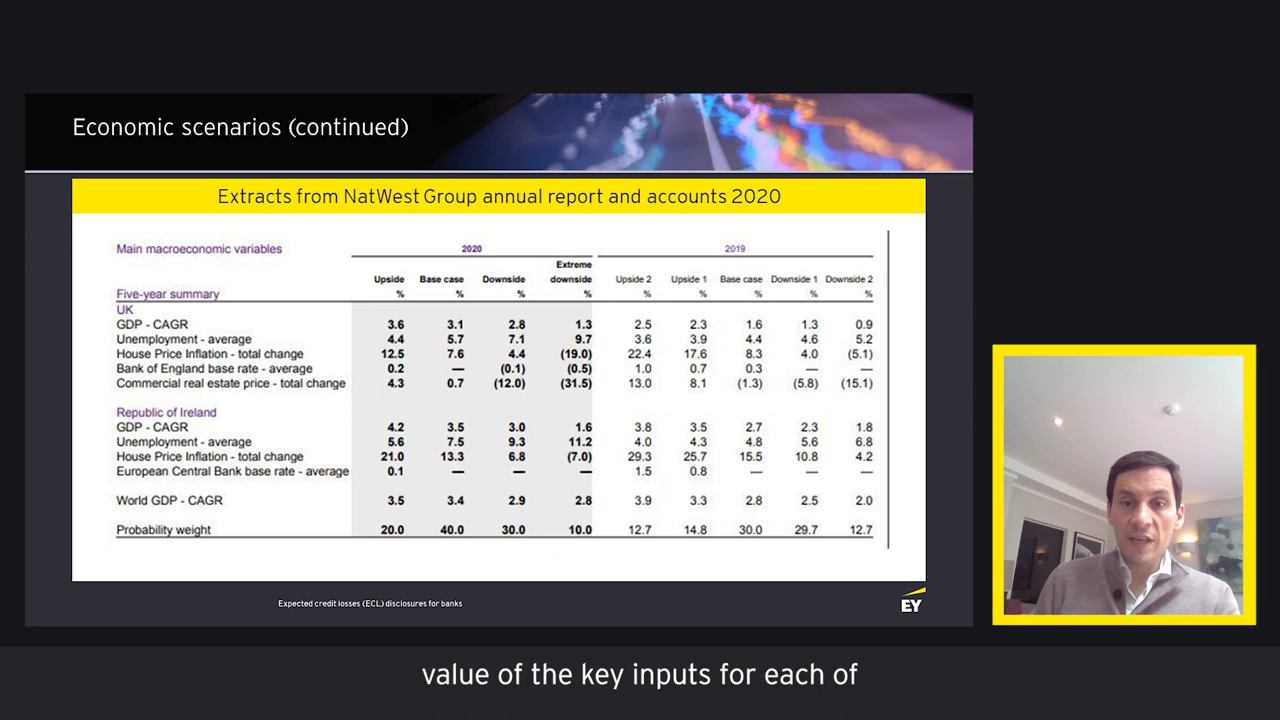 Economic scenarios (continued)
Extracts from NatWest Group annual report and accounts 2020
Main macroeconomic variables 2020 2019
Extreme
Upside Base case Downside downside Upside 2 Upside 1 Base case Downside 1 Downside 2
Five-year summary % % % % % % % % %
UK
GDP - CAGR 3.6 3.1 2.8 1.3 2.5 2.3 1.6 1.3 0.9
Unemployment - average 4.4 5.7 7.1 9.7 3.6 3.9 4.4 4.6 5.2
House Price Inflation - total change 12.5 7.6 4.4 (19.0) 22.4 17.6 8.3 4.0 (5.1)
Bank of England base rate - average 0.2 — (0.1) (0.5) 1.0 0.7 0.3 — —
Commercial real estate price - total change 4.3 0.7 (12.0) (31.5) 13.0 8.1 (1.3) (5.8) (15.1)
Republic of Ireland
GDP - CAGR 4.2 3.5 3.0 1.6 3.8 3.5 2.7 2.3 1.8
Unemployment - average 5.6 7.5 9.3 11.2 4.0 4.3 4.8 5.6 6.8
House Price Inflation - total change 21.0 13.3 6.8 (7.0) 29.3 25.7 15.5 10.8 4.2
European Central Bank base rate - average 0.1 — — — 1.5 0.8 — — —
World GDP - CAGR 3.5 3.4 2.9 2.8 3.9 3.3 2.8 2.5 2.0
Probability weight 20.0 40.0 30.0 10.0 12.7 14.8 30.0 29.7 12.7
Expected credit losses (ECL) disclosures for banks
EY
value of the key inputs for each of